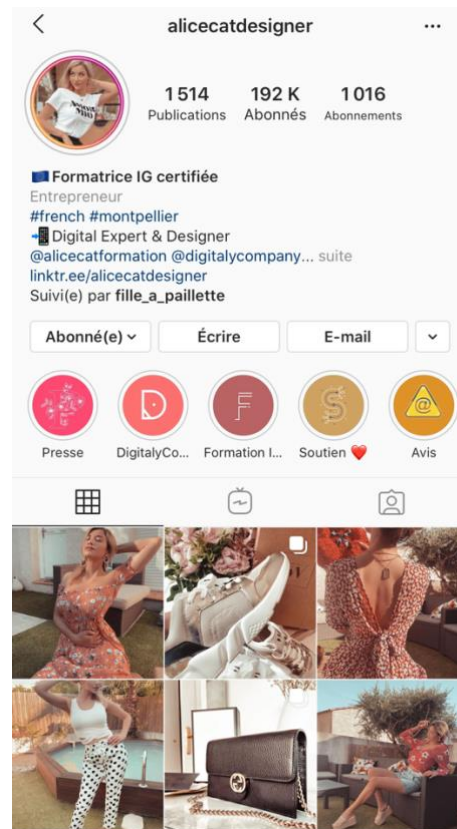 alicecatdesigner
1 514 192 K 1 016
Publications Abonnés Abonnements
Formatrice IG certifiée
Entrepreneur
#french #montpellier
Digital Expert & Designer
@alicecatformation @digitalycompany... suite
linktr.ee/alicecatdesigner
Suivi(e) par fille_a_paillette
Abonné(e) Écrire E-mail
D F S @
Presse DigitalyCo... Formation I... Soutien ❤️ Avis